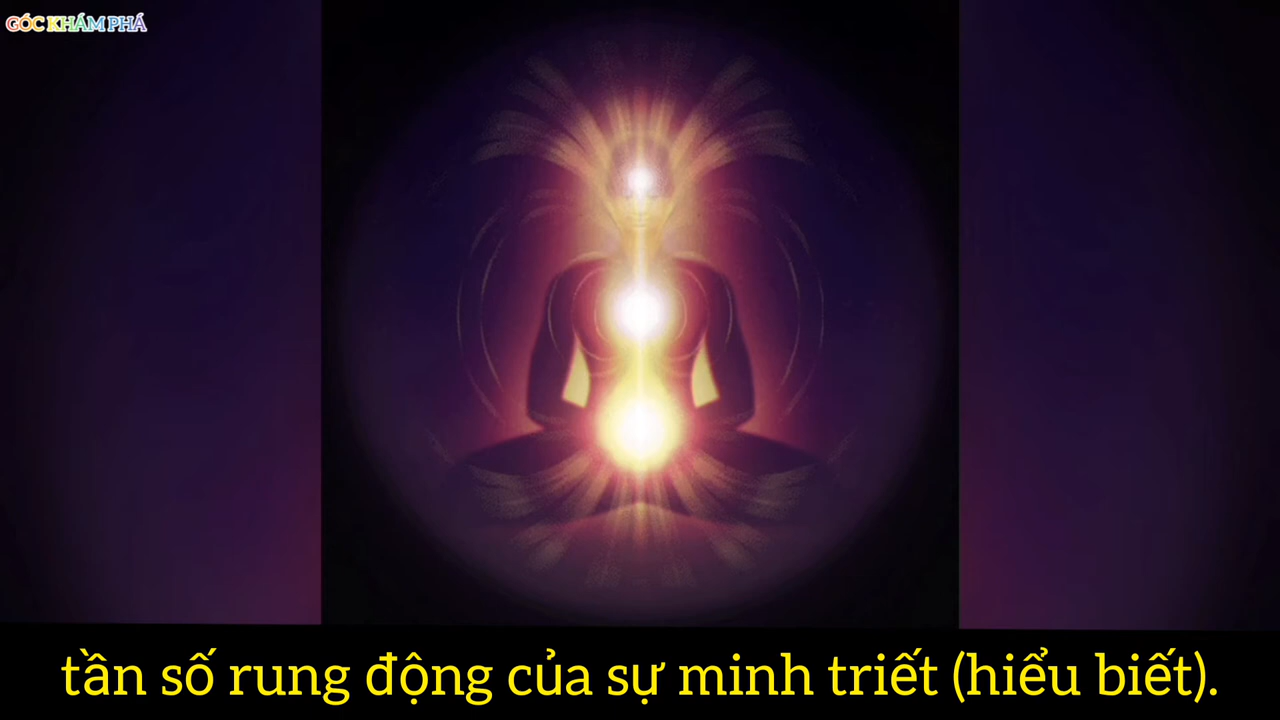 GÓC KHÁM PHÁ
tần số rung động của sự minh triết (hiểu biết).